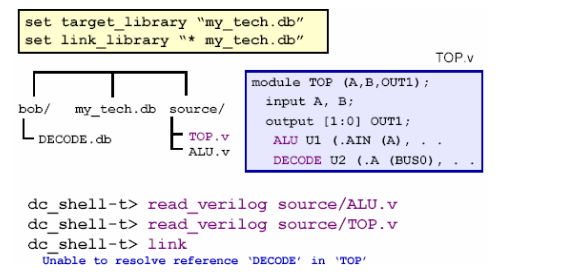 set target_library “my_tech.db”
set link_library “* my_tech.db”
TOP.v
bob/ my_tech.db source/
DECODE.db
TOP.v
ALU.v
module TOP (A,B,OUT1);
input A, B;
output [1:0] OUT1;
ALU U1 (.AIN (A), . .
DECODE U2 (.A (BUS0), . .
dc_shell-t> read_verilog source/ALU.v
dc_shell-t> read_verilog source/TOP.v
dc_shell-t> link
Unable to resolve reference ‘DECODE’ in ‘TOP’